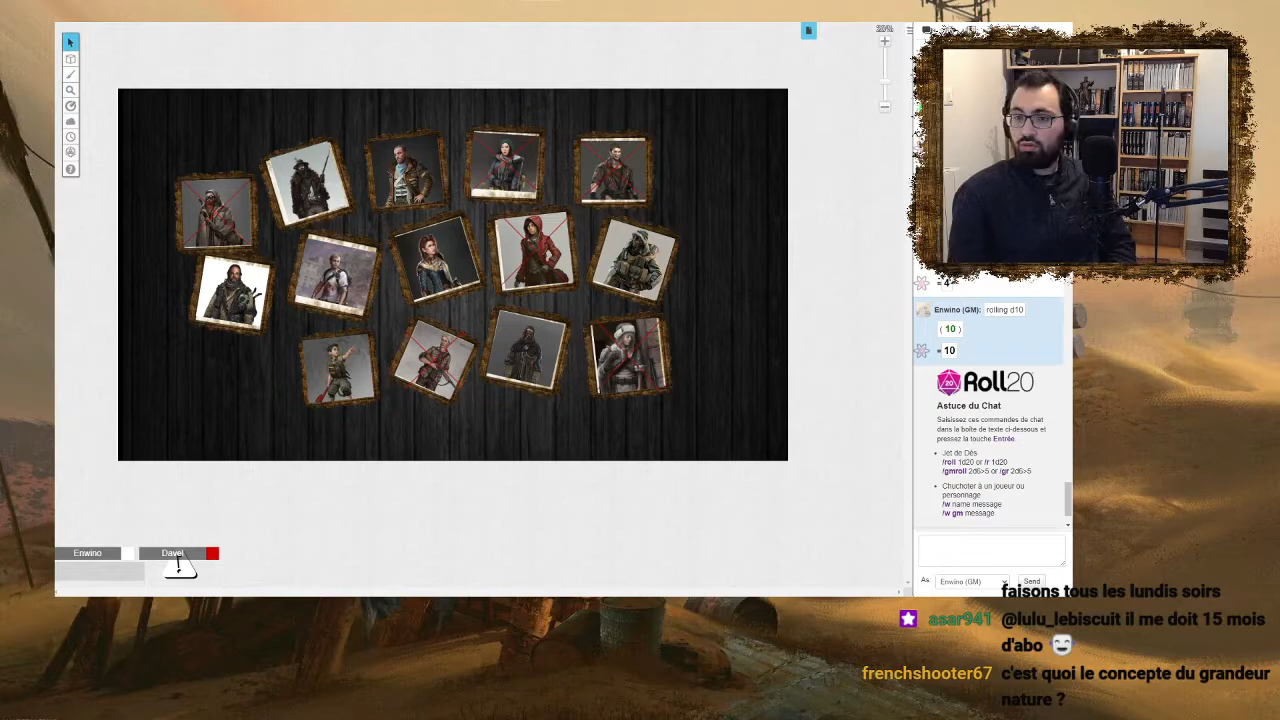 Enwino (GM): rolling d10
( 10 )
= 10
Roll20
Astuce du Chat
Saisissez ces commandes de chat
dans la boîte de texte ci-dessous et
pressez la touche Entrée.
Jet de Dés
/roll 1d20 or /r 1d20
/gmroll 2d6>5 or /gr 2d6>5
Chuchoter à un joueur ou
personnage
/w name message
/w gm message
As: Enwino (GM)
Send
Enwino
Davel
faisons tous les lundis soirs
asar941 @lulu_lebiscuit il me doit 15 mois
d'abo
frenchshooter67 c'est quoi le concepte du grandeur
nature ?